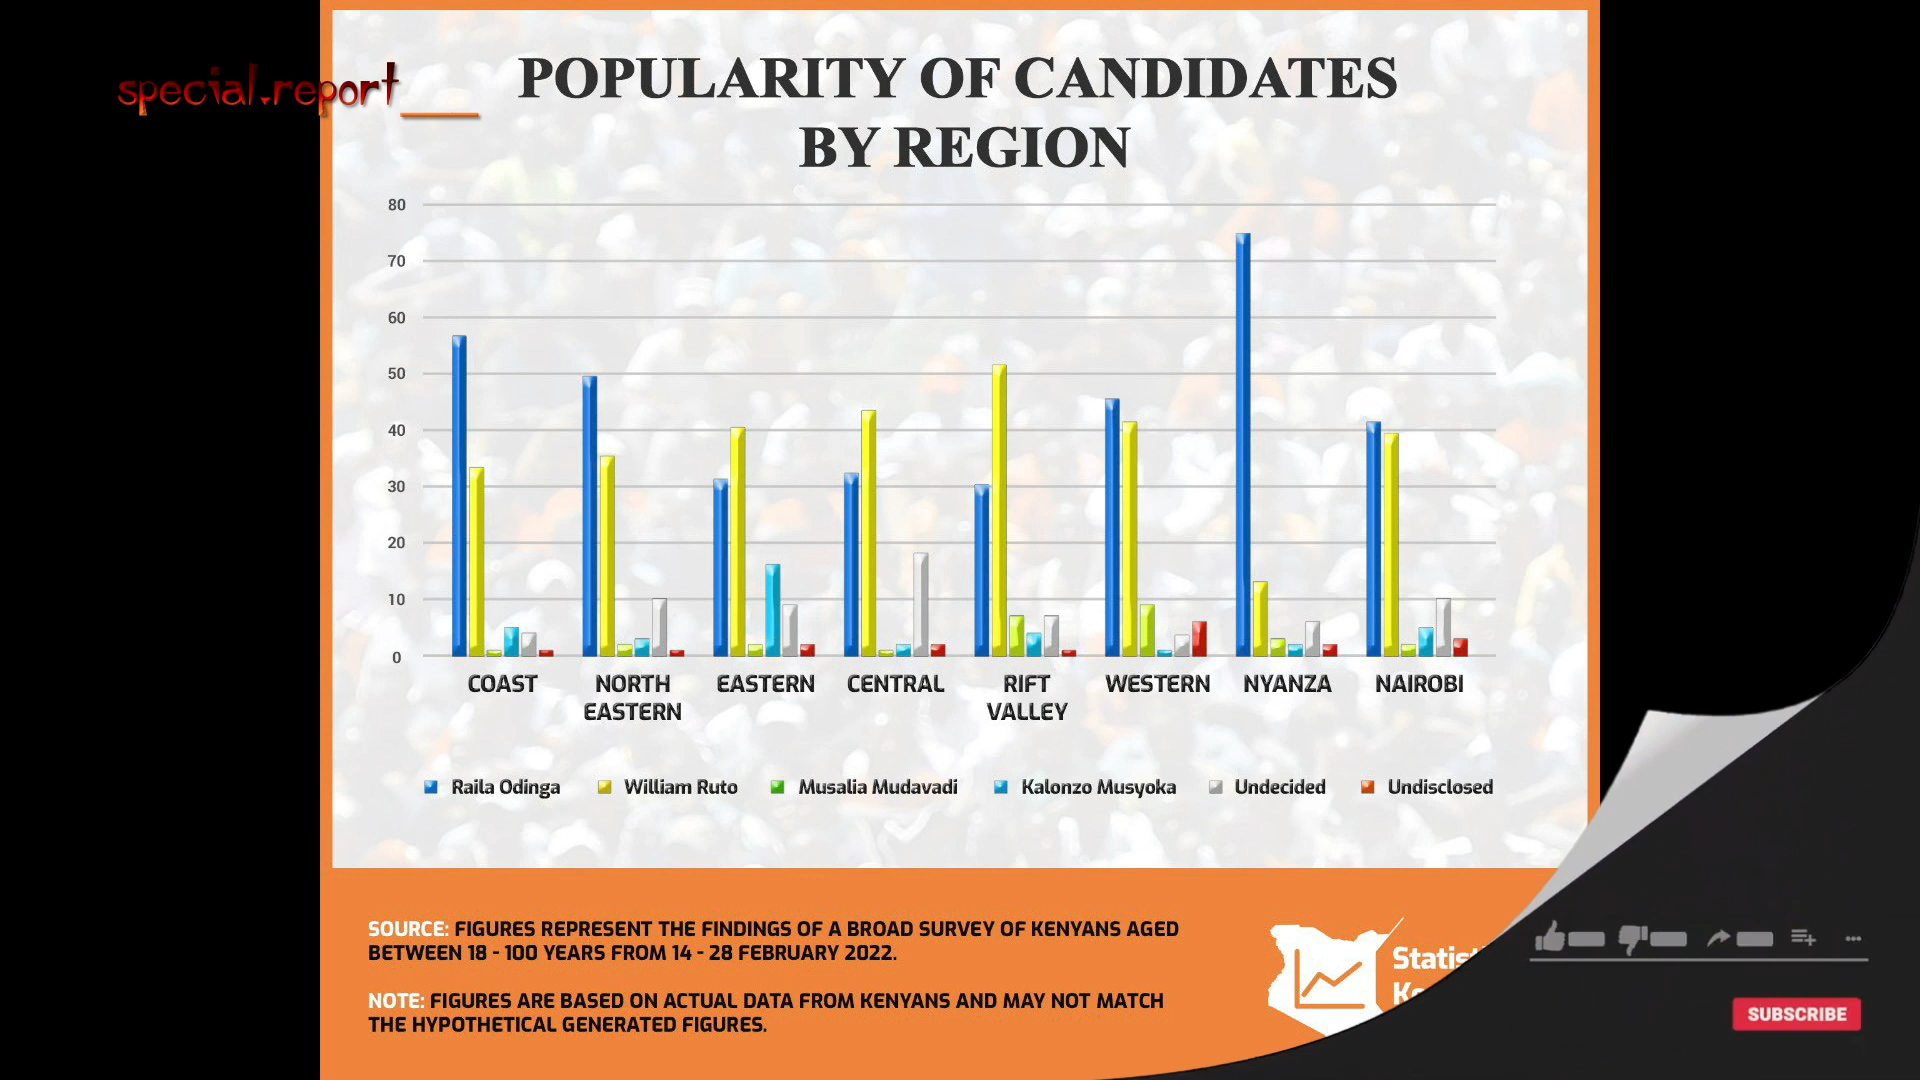 special.report
POPULARITY OF CANDIDATES
BY REGION
80
70
60
50
40
30
20
10
0
COAST
NORTH
EASTERN
EASTERN
CENTRAL
RIFT
VALLEY
WESTERN
NYANZA
NAIROBI
Raila Odinga
William Ruto
Musalia Mudavadi
Kalonzo Musyoka
Undecided
Undisclosed
SOURCE: FIGURES REPRESENT THE FINDINGS OF A BROAD SURVEY OF KENYANS AGED
BETWEEN 18 - 100 YEARS FROM 14 - 28 FEBRUARY 2022.
NOTE: FIGURES ARE BASED ON ACTUAL DATA FROM KENYANS AND MAY NOT MATCH
THE HYPOTHETICAL GENERATED FIGURES.
SUBSCRIBE